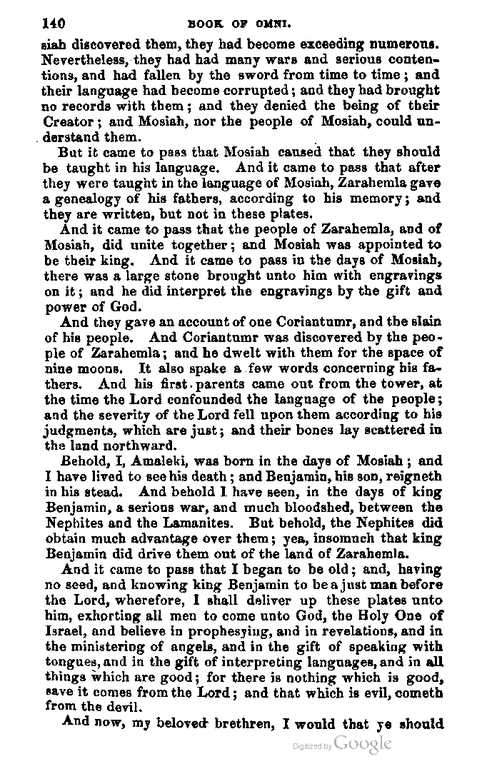 140 BOOK OF OMNI.
siah discovered them, they had become exceeding numerous.
Nevertheless, they had had many wars and serious conten-
tions, and had fallen by the sword from time to time; and
their language had become corrupted; and they had brought
no records with them; and they denied the being of their
Creator; and Mosiah, nor the people of Mosiah, could un-
derstand them.
But it came to pass that Mosiah caused that they should
be taught in his language. And it came to pass that after
they were taught in the language of Mosiah, Zarahemla gave
a genealogy of his fathers, according to his memory; and
they are written, but not in these plates.
And it came to pass that the people of Zarahemla, and of
Mosiah, did unite together; and Mosiah was appointed to
be their king. And it came to pass in the days of Mosiah,
there was a large stone brought unto him with engravings
on it; and he did interpret the engravings by the gift and
power of God.
And they gave an account of one Coriantumr, and the slain
of his people. And Coriantumr was discovered by the peo-
ple of Zarahemla; and he dwelt with them for the space of
nine moons. It also spake a few words concerning his fa-
thers. And his first parents came out from the tower, at
the time the Lord confounded the language of the people;
and the severity of the Lord fell upon them according to his
judgments, which are just; and their bones lay scattered in
the land northward.
Behold, I, Amaleki, was born in the days of Mosiah; and
I have lived to see his death; and Benjamin, his son, reigneth
in his stead. And behold I have seen, in the days of king
Benjamin, a serious war, and much bloodshed, between the
Nephites and the Lamanites. But behold, the Nephites did
obtain much advantage over them; yea, insomuch that king
Benjamin did drive them out of the land of Zarahemla.
And it came to pass that I began to be old; and, having
no seed, and knowing king Benjamin to be a just man before
the Lord, wherefore, I shall deliver up these plates unto
him, exhorting all men to come unto God, the Holy One of
Israel, and believe in prophesying, and in revelations, and in
the ministering of angels, and in the gift of speaking with
tongues, and in the gift of interpreting languages, and in all
things which are good; for there is nothing which is good,
save it comes from the Lord; and that which is evil, cometh
from the devil.
And now, my beloved brethren, I would that ye should
Digitized by Google